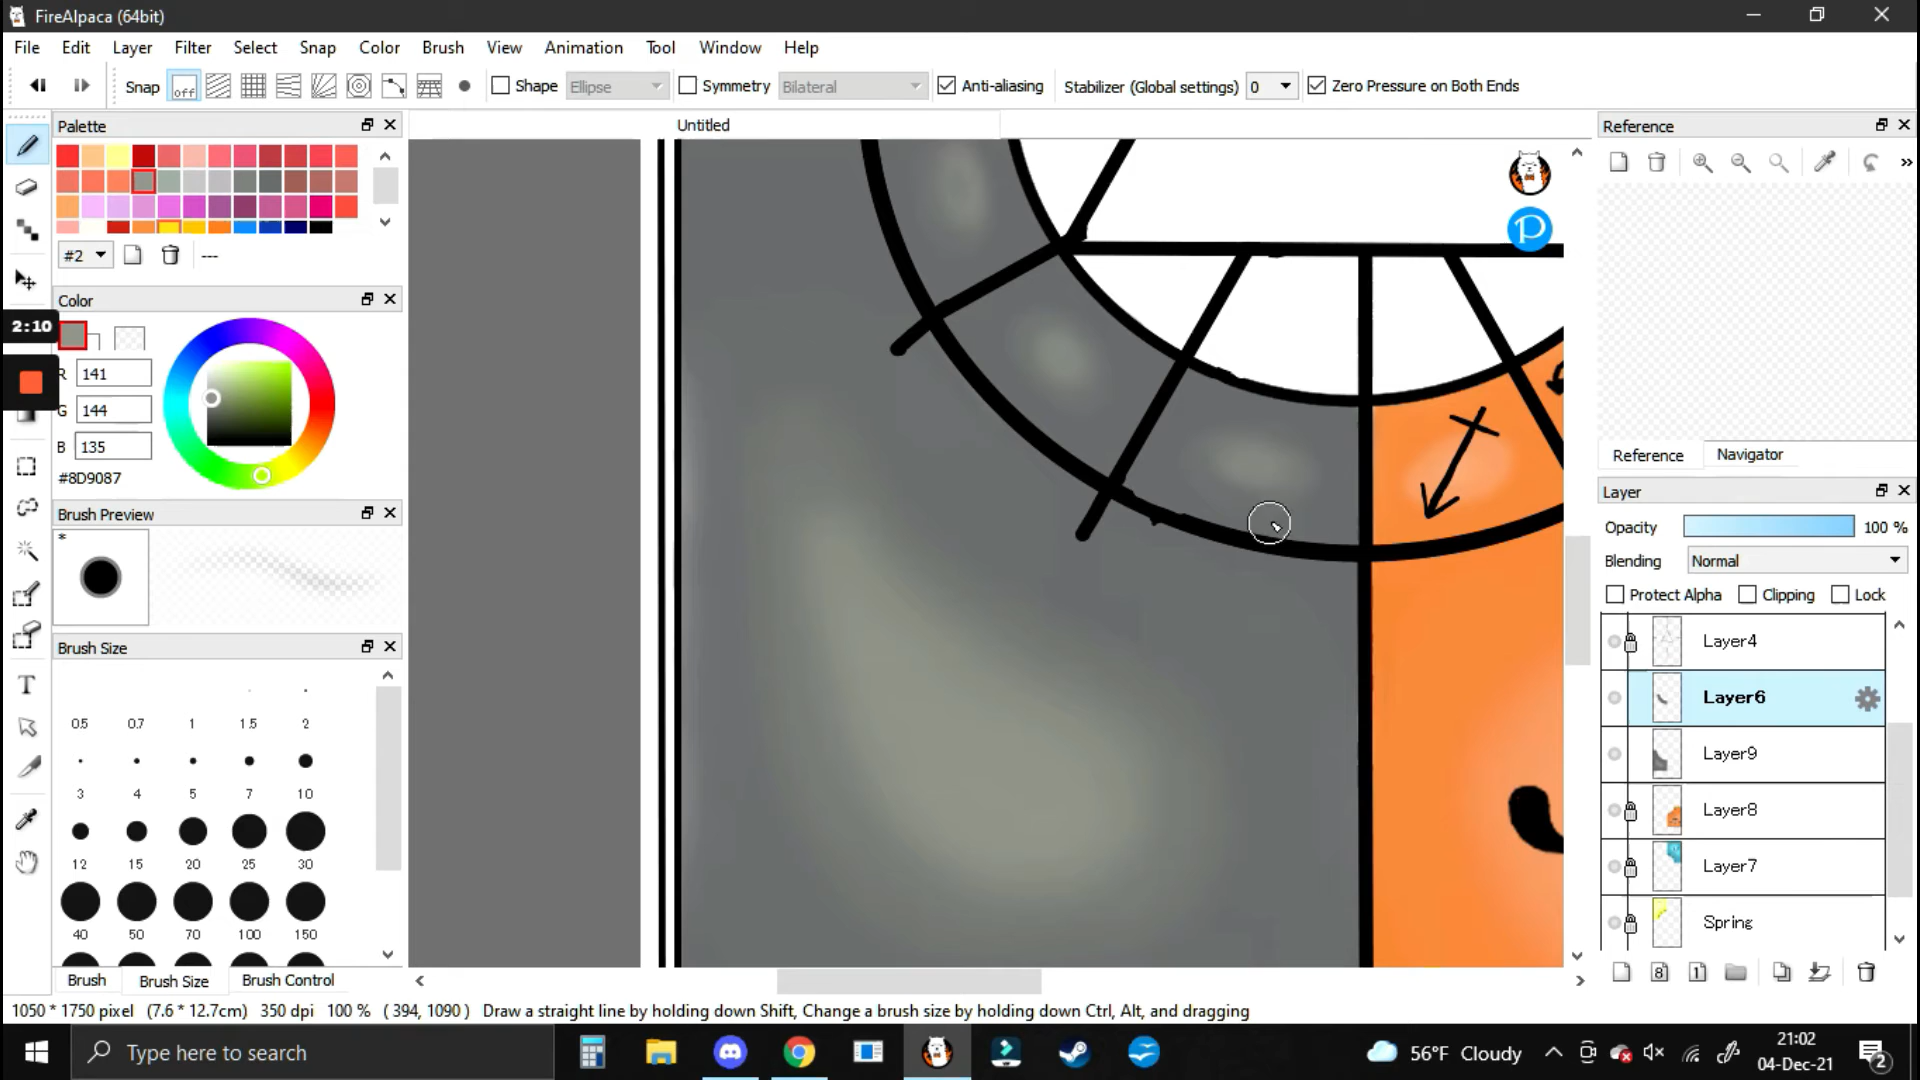 FireAlpaca (64bit)
File Edit Layer Filter Select Snap Color Brush View Animation Tool Window Help
Snap off Shape Ellipse Symmetry Bilateral Anti-aliasing Stabilizer (Global settings) 0 Zero Pressure on Both Ends
Palette
Untitled
Reference
#2 ---
Color
2:10
R 141
G 144
B 135
#8D9087
Reference Navigator
Brush Preview
*
Layer
Opacity 100 %
Blending Normal
Protect Alpha Clipping Lock
Brush Size
Layer4
0.5 0.7 1 1.5 2
Layer6
3 4 5 7 10
Layer9
12 15 20 25 30
Layer8
40 50 70 100 150
Layer7
Spring
Brush Brush Size Brush Control
1050 * 1750 pixel (7.6 * 12.7cm) 350 dpi 100 % ( 394, 1090 ) Draw a straight line by holding down Shift, Change a brush size by holding down Ctrl, Alt, and dragging
Type here to search
56°F Cloudy
21:02
04-Dec-21
2